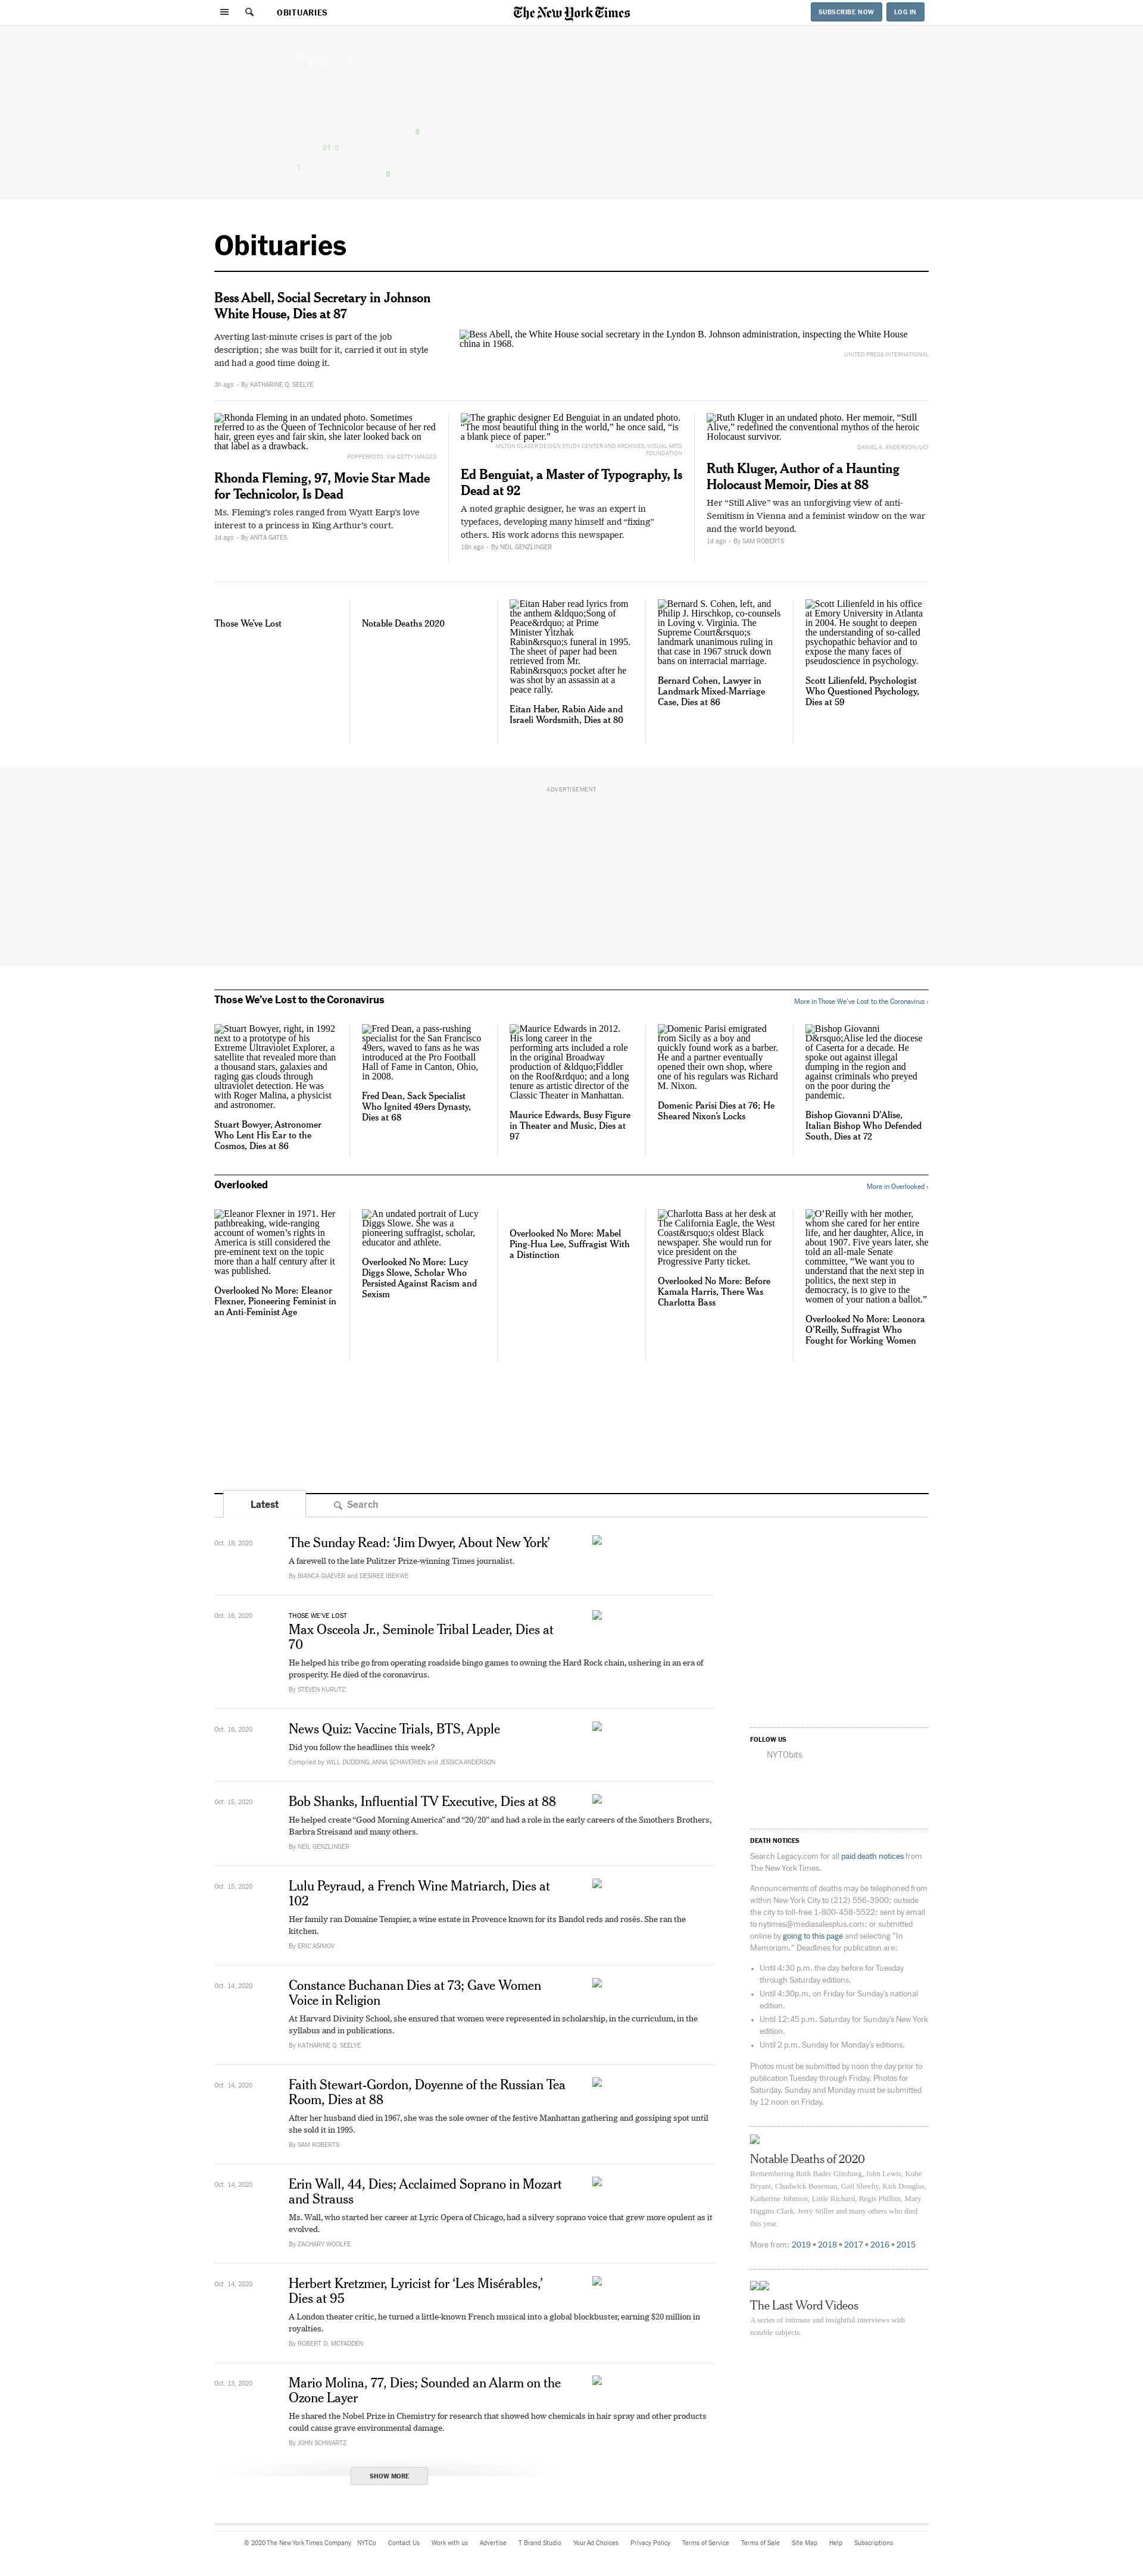 OBITUARIES
The New York Times
SUBSCRIBE NOW
LOG IN
0
0 1 0
1
0
Obituaries
Bess Abell, Social Secretary in Johnson
White House, Dies at 87
Averting last-minute crises is part of the job
description; she was built for it, carried it out in style
and had a good time doing it.
3h ago · By KATHARINE Q. SEELYE
Bess Abell, the White House social secretary in the Lyndon B. Johnson administration, inspecting the White House
china in 1968.
UNITED PRESS INTERNATIONAL
Rhonda Fleming in an undated photo. Sometimes
referred to as the Queen of Technicolor because of her red
hair, green eyes and fair skin, she later looked back on
that label as a drawback.
POPPERFOTO, VIA GETTY IMAGES
Rhonda Fleming, 97, Movie Star Made
for Technicolor, Is Dead
Ms. Fleming’s roles ranged from Wyatt Earp’s love
interest to a princess in King Arthur’s court.
1d ago · By ANITA GATES
The graphic designer Ed Benguiat in an undated photo.
“The most beautiful thing in the world,” he once said, “is
a blank piece of paper.”
MILTON GLASER DESIGN STUDY CENTER AND ARCHIVES/VISUAL ARTS
FOUNDATION
Ed Benguiat, a Master of Typography, Is
Dead at 92
A noted graphic designer, he was an expert in
typefaces, developing many himself and “fixing”
others. His work adorns this newspaper.
18h ago · By NEIL GENZLINGER
Ruth Kluger in an undated photo. Her memoir, “Still
Alive,” redefined the conventional mythos of the heroic
Holocaust survivor.
DANIEL A. ANDERSON/UCI
Ruth Kluger, Author of a Haunting
Holocaust Memoir, Dies at 88
Her “Still Alive” was an unforgiving view of anti-
Semitism in Vienna and a feminist window on the war
and the world beyond.
1d ago · By SAM ROBERTS
Those We’ve Lost
Notable Deaths 2020
Eitan Haber read lyrics from
the anthem &ldquo;Song of
Peace&rdquo; at Prime
Minister Yitzhak
Rabin&rsquo;s funeral in 1995.
The sheet of paper had been
retrieved from Mr.
Rabin&rsquo;s pocket after he
was shot by an assassin at a
peace rally.
Eitan Haber, Rabin Aide and
Israeli Wordsmith, Dies at 80
Bernard S. Cohen, left, and
Philip J. Hirschkop, co-counsels
in Loving v. Virginia. The
Supreme Court&rsquo;s
landmark unanimous ruling in
that case in 1967 struck down
bans on interracial marriage.
Bernard Cohen, Lawyer in
Landmark Mixed-Marriage
Case, Dies at 86
Scott Lilienfeld in his office
at Emory University in Atlanta
in 2004. He sought to deepen
the understanding of so-called
psychopathic behavior and to
expose the many faces of
pseudoscience in psychology.
Scott Lilienfeld, Psychologist
Who Questioned Psychology,
Dies at 59
ADVERTISEMENT
Those We’ve Lost to the Coronavirus
More in Those We’ve Lost to the Coronavirus ›
Stuart Bowyer, right, in 1992
next to a prototype of his
Extreme Ultraviolet Explorer, a
satellite that revealed more than
a thousand stars, galaxies and
raging gas clouds through
ultraviolet detection. He was
with Roger Malina, a physicist
and astronomer.
Stuart Bowyer, Astronomer
Who Lent His Ear to the
Cosmos, Dies at 86
Fred Dean, a pass-rushing
specialist for the San Francisco
49ers, waved to fans as he was
introduced at the Pro Football
Hall of Fame in Canton, Ohio,
in 2008.
Fred Dean, Sack Specialist
Who Ignited 49ers Dynasty,
Dies at 68
Maurice Edwards in 2012.
His long career in the
performing arts included a role
in the original Broadway
production of &ldquo;Fiddler
on the Roof&rdquo; and a long
tenure as artistic director of the
Classic Theater in Manhattan.
Maurice Edwards, Busy Figure
in Theater and Music, Dies at
97
Domenic Parisi emigrated
from Sicily as a boy and
quickly found work as a barber.
He and a partner eventually
opened their own shop, where
one of his regulars was Richard
M. Nixon.
Domenic Parisi Dies at 76; He
Sheared Nixon’s Locks
Bishop Giovanni
D&rsquo;Alise led the diocese
of Caserta for a decade. He
spoke out against illegal
dumping in the region and
against criminals who preyed
on the poor during the
pandemic.
Bishop Giovanni D’Alise,
Italian Bishop Who Defended
South, Dies at 72
Overlooked
More in Overlooked ›
Eleanor Flexner in 1971. Her
pathbreaking, wide-ranging
account of women’s rights in
America is still considered the
pre-eminent text on the topic
more than a half century after it
was published.
Overlooked No More: Eleanor
Flexner, Pioneering Feminist in
an Anti-Feminist Age
An undated portrait of Lucy
Diggs Slowe. She was a
pioneering suffragist, scholar,
educator and athlete.
Overlooked No More: Lucy
Diggs Slowe, Scholar Who
Persisted Against Racism and
Sexism
Overlooked No More: Mabel
Ping-Hua Lee, Suffragist With
a Distinction
Charlotta Bass at her desk at
The California Eagle, the West
Coast&rsquo;s oldest Black
newspaper. She would run for
vice president on the
Progressive Party ticket.
Overlooked No More: Before
Kamala Harris, There Was
Charlotta Bass
O’Reilly with her mother,
whom she cared for her entire
life, and her daughter, Alice, in
about 1907. Five years later, she
told an all-male Senate
committee, “We want you to
understand that the next step in
politics, the next step in
democracy, is to give to the
women of your nation a ballot.”
Overlooked No More: Leonora
O’Reilly, Suffragist Who
Fought for Working Women
Latest
Search
Oct. 18, 2020
The Sunday Read: ‘Jim Dwyer, About New York’
A farewell to the late Pulitzer Prize-winning Times journalist.
By BIANCA GIAEVER and DESIREE IBEKWE
Oct. 16, 2020
THOSE WE’VE LOST
Max Osceola Jr., Seminole Tribal Leader, Dies at
70
He helped his tribe go from operating roadside bingo games to owning the Hard Rock chain, ushering in an era of
prosperity. He died of the coronavirus.
By STEVEN KURUTZ
Oct. 16, 2020
News Quiz: Vaccine Trials, BTS, Apple
Did you follow the headlines this week?
Compiled by WILL DUDDING, ANNA SCHAVERIEN and JESSICA ANDERSON
Oct. 15, 2020
Bob Shanks, Influential TV Executive, Dies at 88
He helped create “Good Morning America” and “20/20” and had a role in the early careers of the Smothers Brothers,
Barbra Streisand and many others.
By NEIL GENZLINGER
Oct. 15, 2020
Lulu Peyraud, a French Wine Matriarch, Dies at
102
Her family ran Domaine Tempier, a wine estate in Provence known for its Bandol reds and rosés. She ran the
kitchen.
By ERIC ASIMOV
Oct. 14, 2020
Constance Buchanan Dies at 73; Gave Women
Voice in Religion
At Harvard Divinity School, she ensured that women were represented in scholarship, in the curriculum, in the
syllabus and in publications.
By KATHARINE Q. SEELYE
Oct. 14, 2020
Faith Stewart-Gordon, Doyenne of the Russian Tea
Room, Dies at 88
After her husband died in 1967, she was the sole owner of the festive Manhattan gathering and gossiping spot until
she sold it in 1995.
By SAM ROBERTS
Oct. 14, 2020
Erin Wall, 44, Dies; Acclaimed Soprano in Mozart
and Strauss
Ms. Wall, who started her career at Lyric Opera of Chicago, had a silvery soprano voice that grew more opulent as it
evolved.
By ZACHARY WOOLFE
Oct. 14, 2020
Herbert Kretzmer, Lyricist for ‘Les Misérables,’
Dies at 95
A London theater critic, he turned a little-known French musical into a global blockbuster, earning $20 million in
royalties.
By ROBERT D. MCFADDEN
Oct. 13, 2020
Mario Molina, 77, Dies; Sounded an Alarm on the
Ozone Layer
He shared the Nobel Prize in Chemistry for research that showed how chemicals in hair spray and other products
could cause grave environmental damage.
By JOHN SCHWARTZ
SHOW MORE
FOLLOW US
NYTObits
DEATH NOTICES
Search Legacy.com for all paid death notices from
The New York Times.
Announcements of deaths may be telephoned from
within New York City to (212) 556-3900; outside
the city to toll-free 1-800-458-5522; sent by email
to nytimes@mediasalesplus.com; or submitted
online by going to this page and selecting "In
Memoriam." Deadlines for publication are:
• Until 4:30 p.m. the day before for Tuesday
through Saturday editions.
• Until 4:30p.m. on Friday for Sunday’s national
edition.
• Until 12:45 p.m. Saturday for Sunday’s New York
edition.
• Until 2 p.m. Sunday for Monday’s editions.
Photos must be submitted by noon the day prior to
publication Tuesday through Friday. Photos for
Saturday, Sunday and Monday must be submitted
by 12 noon on Friday.
Notable Deaths of 2020
Remembering Ruth Bader Ginsburg, John Lewis, Kobe
Bryant, Chadwick Boseman, Gail Sheehy, Kirk Douglas,
Katherine Johnson, Little Richard, Regis Philbin, Mary
Higgins Clark, Jerry Stiller and many others who died
this year.
More from: 2019 • 2018 • 2017 • 2016 • 2015
The Last Word Videos
A series of intimate and insightful interviews with
notable subjects.
© 2020 The New York Times Company NYTCo Contact Us Work with us Advertise T Brand Studio Your Ad Choices Privacy Policy Terms of Service Terms of Sale Site Map Help Subscriptions